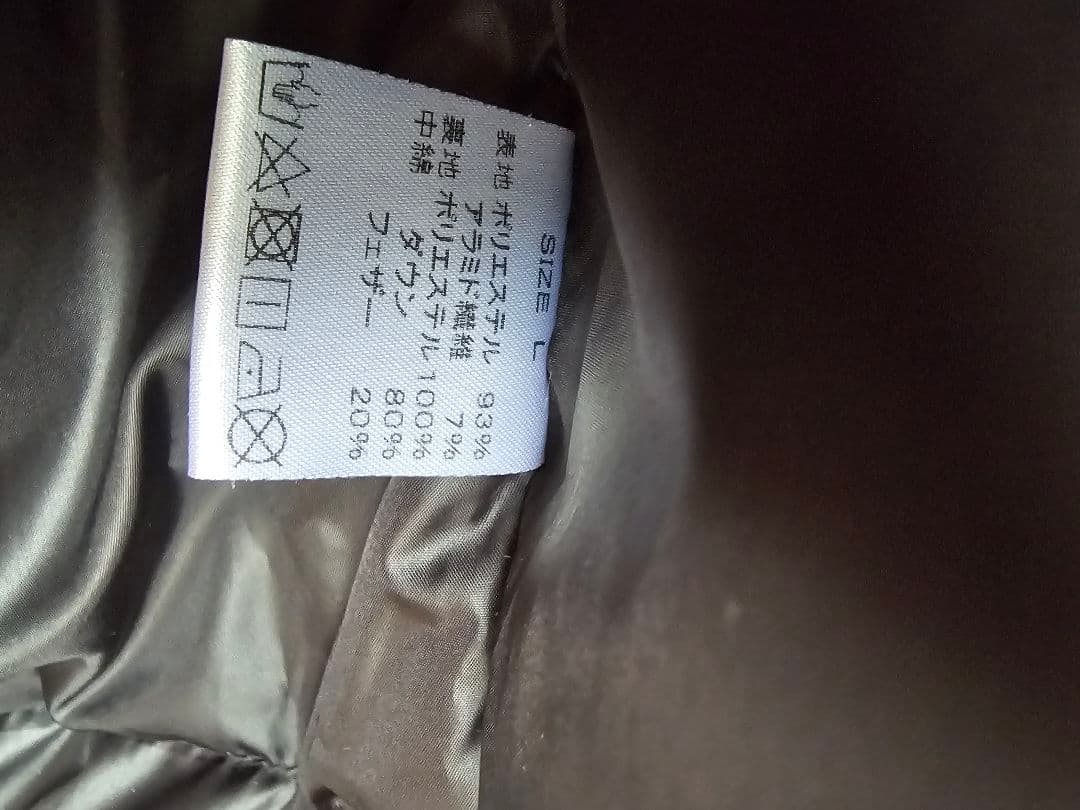 SIZE L
表地 ポリエステル 93%
アラミド繊維 7%
裏地 ポリエステル 100%
中綿 ダウン 80%
フェザー 20%